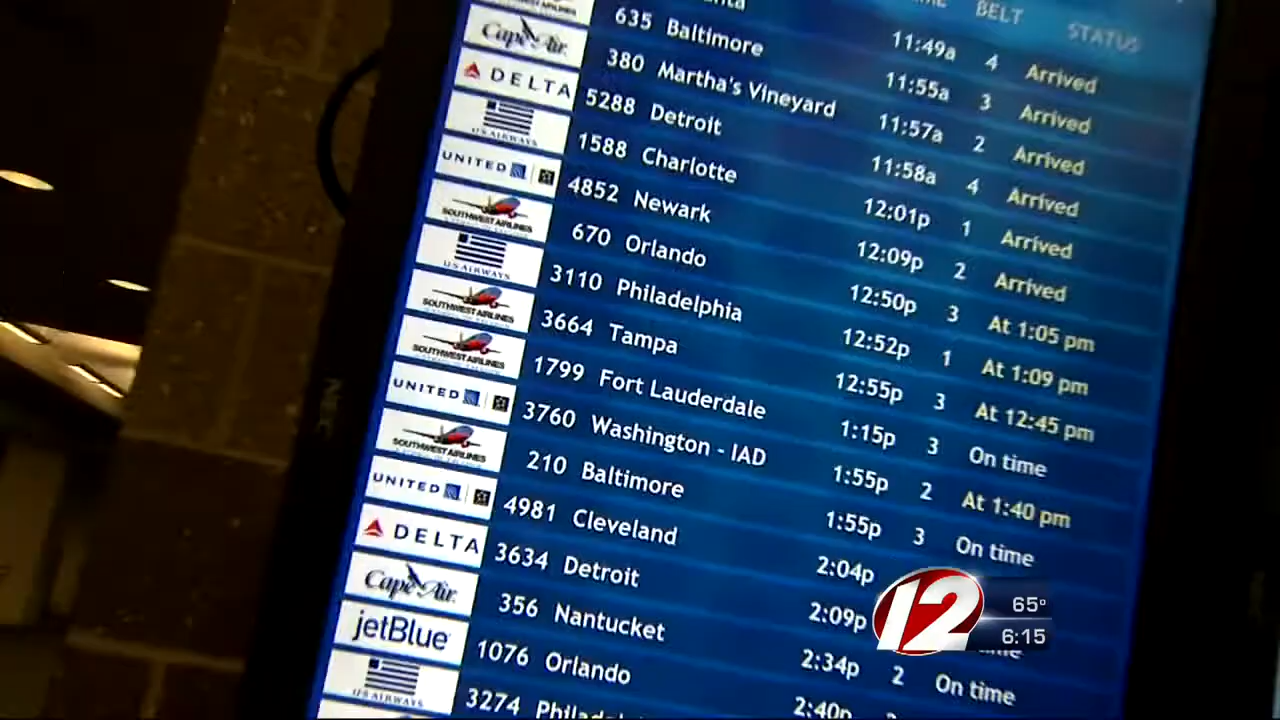 BELT STATUS
11:49a 4 Arrived
635 Baltimore 11:55a 3 Arrived
Cape Air 380 Martha's Vineyard 11:57a 2 Arrived
DELTA 5288 Detroit 11:58a 4 Arrived
US AIRWAYS 1588 Charlotte 12:01p 1 Arrived
UNITED 4852 Newark 12:09p 2 Arrived
SOUTHWEST AIRLINES 670 Orlando 12:50p 3 At 1:05 pm
US AIRWAYS 3110 Philadelphia 12:52p 1 At 1:09 pm
SOUTHWEST AIRLINES 3664 Tampa 12:55p 3 At 12:45 pm
SOUTHWEST AIRLINES 1799 Fort Lauderdale 1:15p 3 On time
UNITED 3760 Washington - IAD 1:55p 2 At 1:40 pm
SOUTHWEST AIRLINES 210 Baltimore 1:55p 3 On time
UNITED 4981 Cleveland 2:04p
DELTA 3634 Detroit 2:09p
Cape Air 356 Nantucket 2:34p 2 On time
jetBlue 1076 Orlando 2:40p
US AIRWAYS 3274
NEC
12
65°
6:15